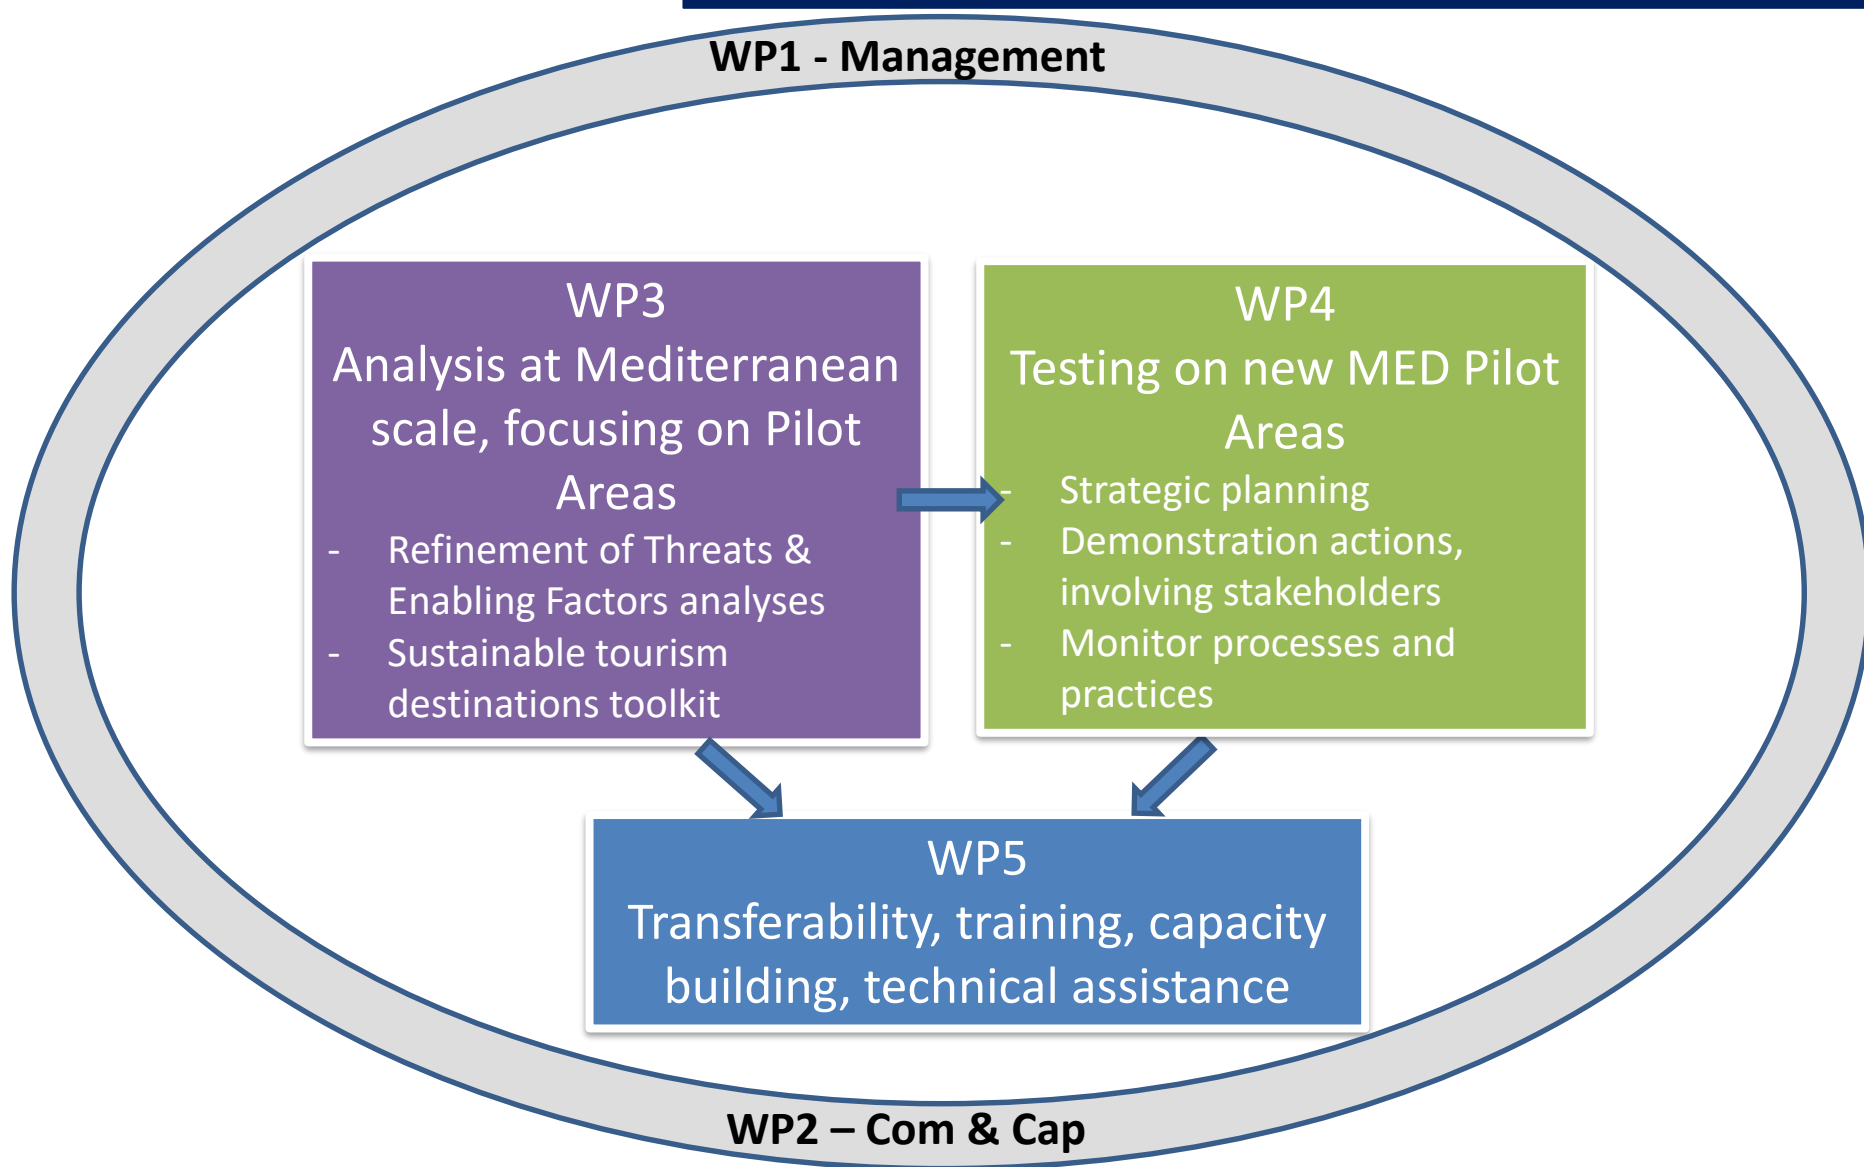 WP1 - Management
WP3
Analysis at Mediterranean
scale, focusing on Pilot
Areas
- Refinement of Threats &
Enabling Factors analyses
- Sustainable tourism
destinations toolkit
WP4
Testing on new MED Pilot
Areas
- Strategic planning
- Demonstration actions,
involving stakeholders
- Monitor processes and
practices
WP5
Transferability, training, capacity
building, technical assistance
WP2 – Com & Cap